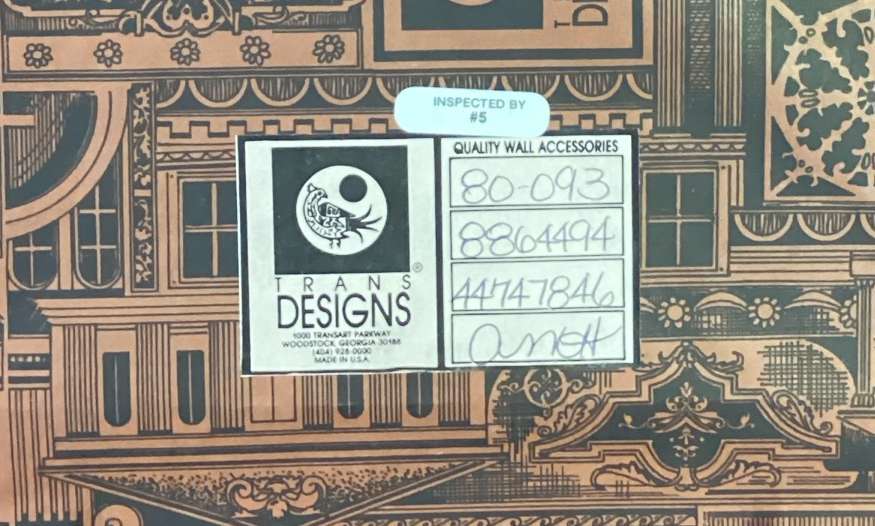 INSPECTED BY
#5
TRANS
DESIGNS®
1000 TRANSART PARKWAY
WOODSTOCK, GEORGIA 30188
(404) 928-0000
MADE IN U.S.A.
QUALITY WALL ACCESSORIES
80-093
8864494
44747846